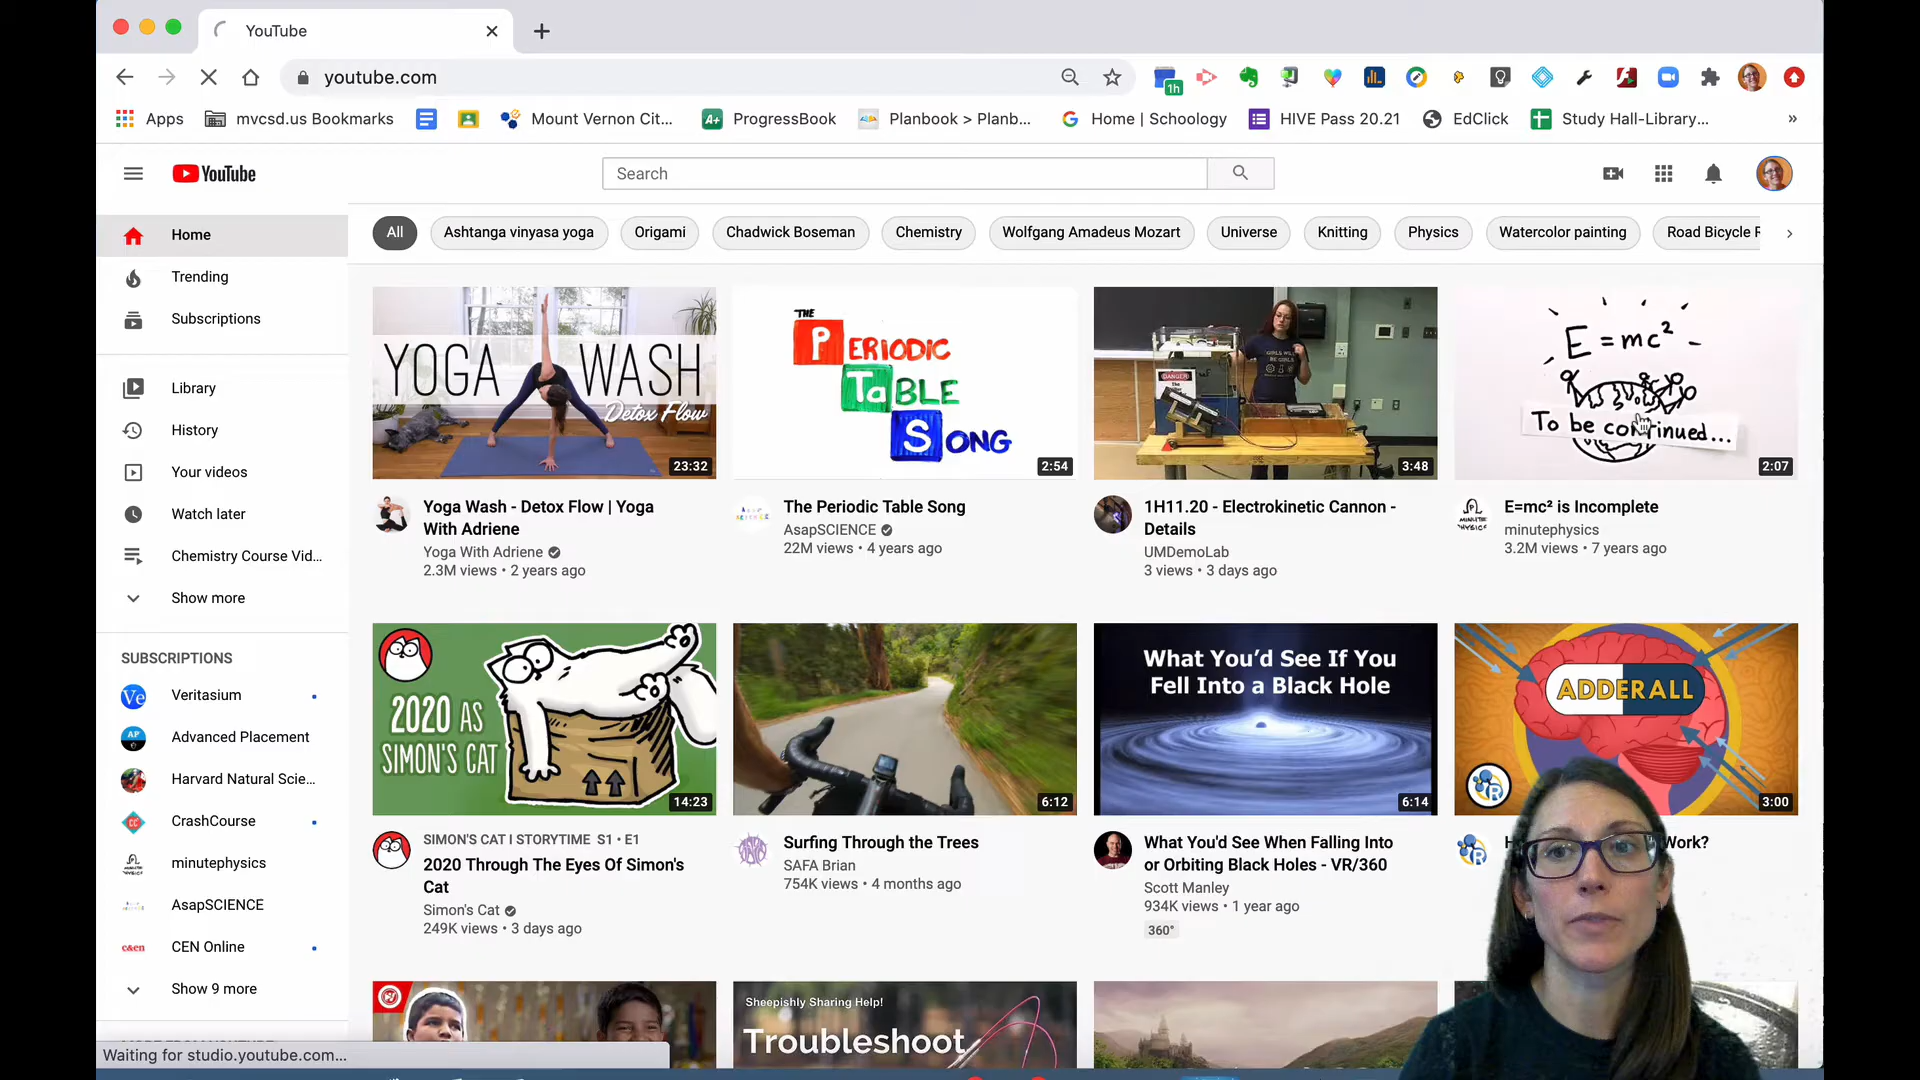 YouTube
youtube.com
1h
Apps
mvcsd.us Bookmarks
Mount Vernon Cit...
A+
ProgressBook
Planbook > Planb...
Home | Schoology
HIVE Pass 20.21
EdClick
Study Hall-Library...
»
YouTube
Search
Home
Trending
Subscriptions
Library
History
Your videos
Watch later
Chemistry Course Vid...
Show more
SUBSCRIPTIONS
Veritasium
Advanced Placement
Harvard Natural Scie...
CrashCourse
minutephysics
AsapSCIENCE
CEN Online
Show 9 more
Waiting for studio.youtube.com...
All
Ashtanga vinyasa yoga
Origami
Chadwick Boseman
Chemistry
Wolfgang Amadeus Mozart
Universe
Knitting
Physics
Watercolor painting
Road Bicycle R
YOGA WASH
Detox Flow
23:32
Yoga Wash - Detox Flow | Yoga
With Adriene
Yoga With Adriene
2.3M views • 2 years ago
THE
PERIODIC
TaBLE
SONG
2:54
The Periodic Table Song
AsapSCIENCE
22M views • 4 years ago
DANGER
3:48
1H11.20 - Electrokinetic Cannon -
Details
UMDemoLab
3 views • 3 days ago
E=mc²
To be continued...
2:07
E=mc² is Incomplete
minutephysics
3.2M views • 7 years ago
2020 AS
SIMON'S CAT
14:23
SIMON'S CAT I STORYTIME S1 • E1
2020 Through The Eyes Of Simon's
Cat
Simon's Cat
249K views • 3 days ago
6:12
Surfing Through the Trees
SAFA Brian
754K views • 4 months ago
What You'd See If You
Fell Into a Black Hole
6:14
What You'd See When Falling Into
or Orbiting Black Holes - VR/360
Scott Manley
934K views • 1 year ago
360°
ADDERALL
R
3:00
Work?
Sheepishly Sharing Help!
Troubleshoot